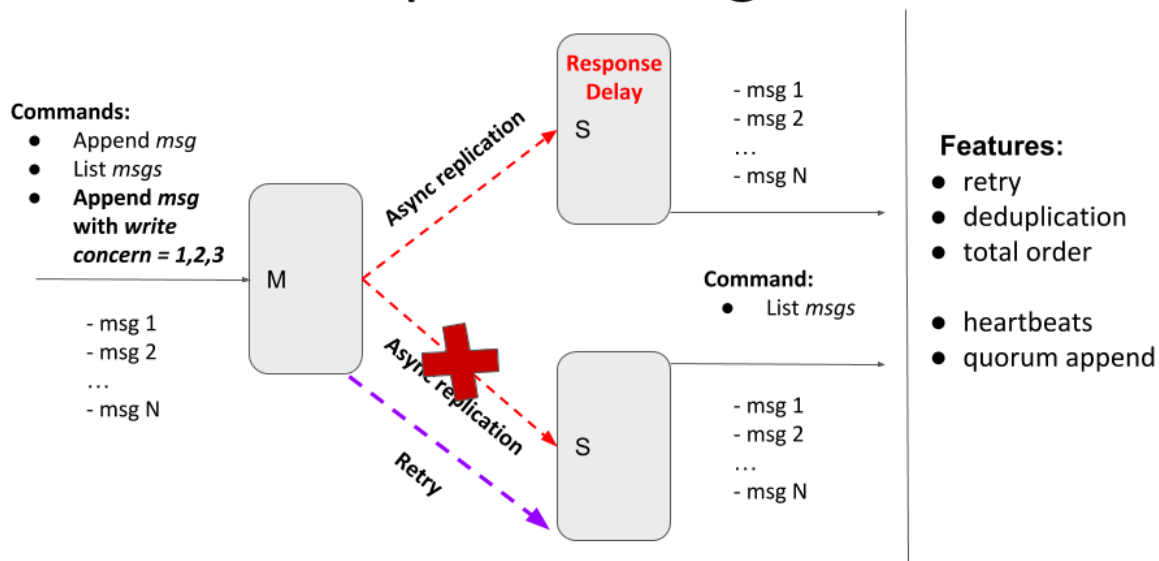 Commands:
● Append msg
● List msgs
● Append msg
with write
concern = 1,2,3
M
- msg 1
- msg 2
...
- msg N
Async replication
Async replication
Retry
Response
Delay
S
- msg 1
- msg 2
...
- msg N
Command:
● List msgs
S
- msg 1
- msg 2
...
- msg N
Features:
● retry
● deduplication
● total order
● heartbeats
● quorum append